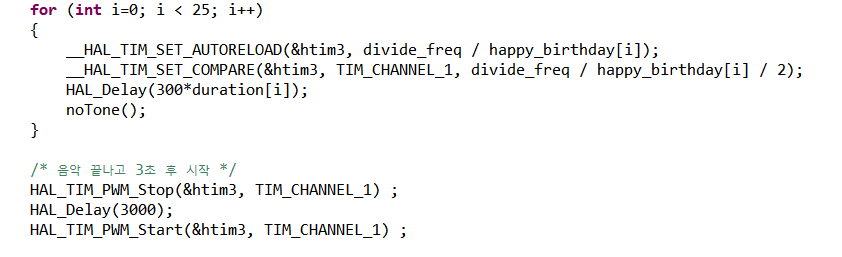 for (int i=0; i < 25; i++)
{
__HAL_TIM_SET_AUTORELOAD(&htim3, divide_freq / happy_birthday[i]);
__HAL_TIM_SET_COMPARE(&htim3, TIM_CHANNEL_1, divide_freq / happy_birthday[i] / 2);
HAL_Delay(300*duration[i]);
noTone();
}
/* 음악 끝나고 3초 후 시작 */
HAL_TIM_PWM_Stop(&htim3, TIM_CHANNEL_1) ;
HAL_Delay(3000);
HAL_TIM_PWM_Start(&htim3, TIM_CHANNEL_1) ;